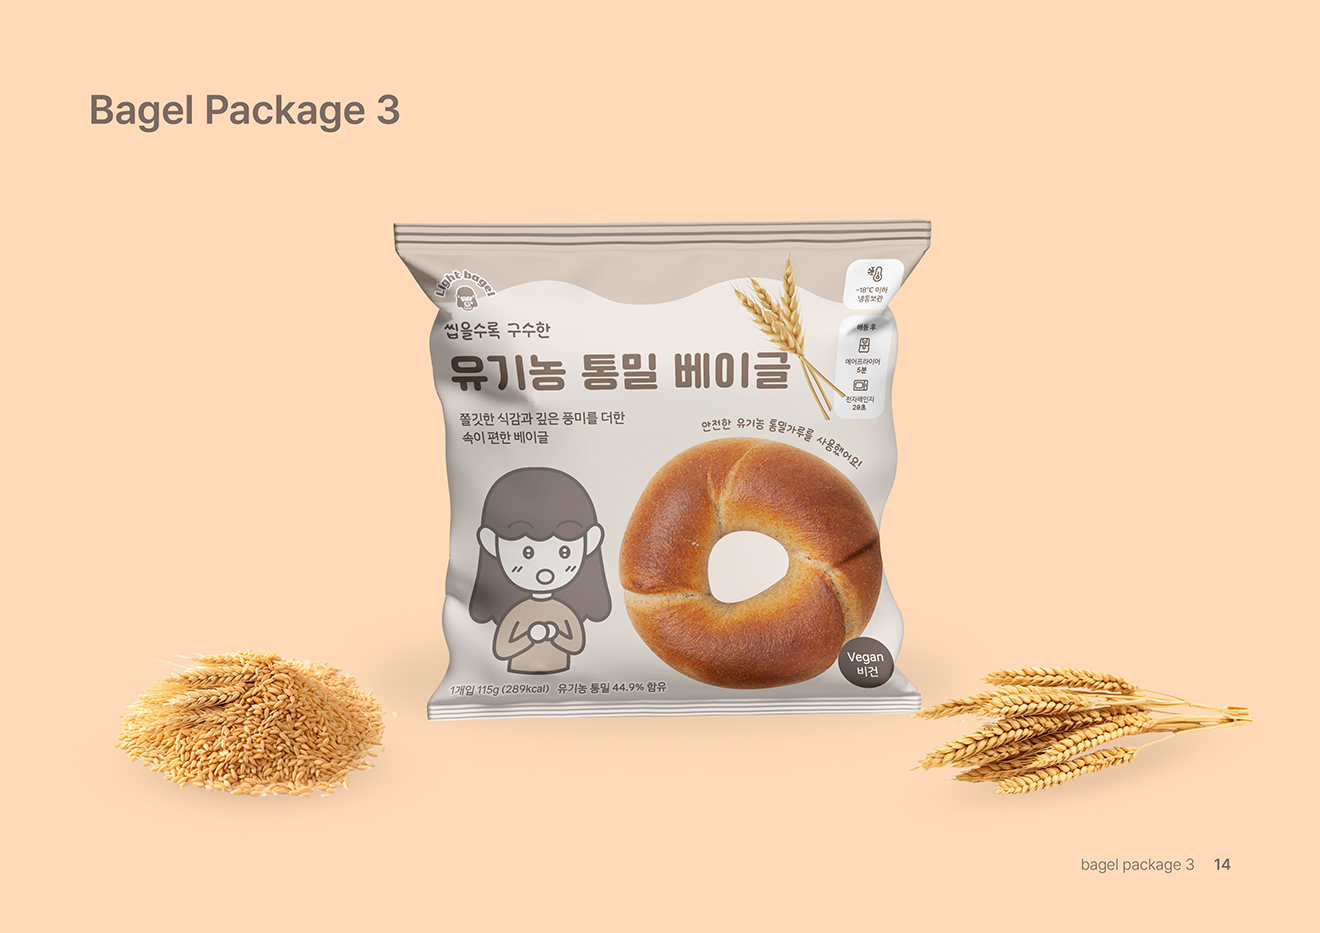 Bagel Package 3
Light bagel
씹을수록 구수한
유기농 통밀 베이글
쫄깃한 식감과 깊은 풍미를 더한
속이 편한 베이글
-18℃ 이하
냉동보관
해동 후
에어프라이어
5분
전자레인지
20초
안전한 유기농 통밀가루를 사용했어요!
Vegan
비건
1개입 115g (289kcal) 유기농 통밀 44.9% 함유
bagel package 3 14